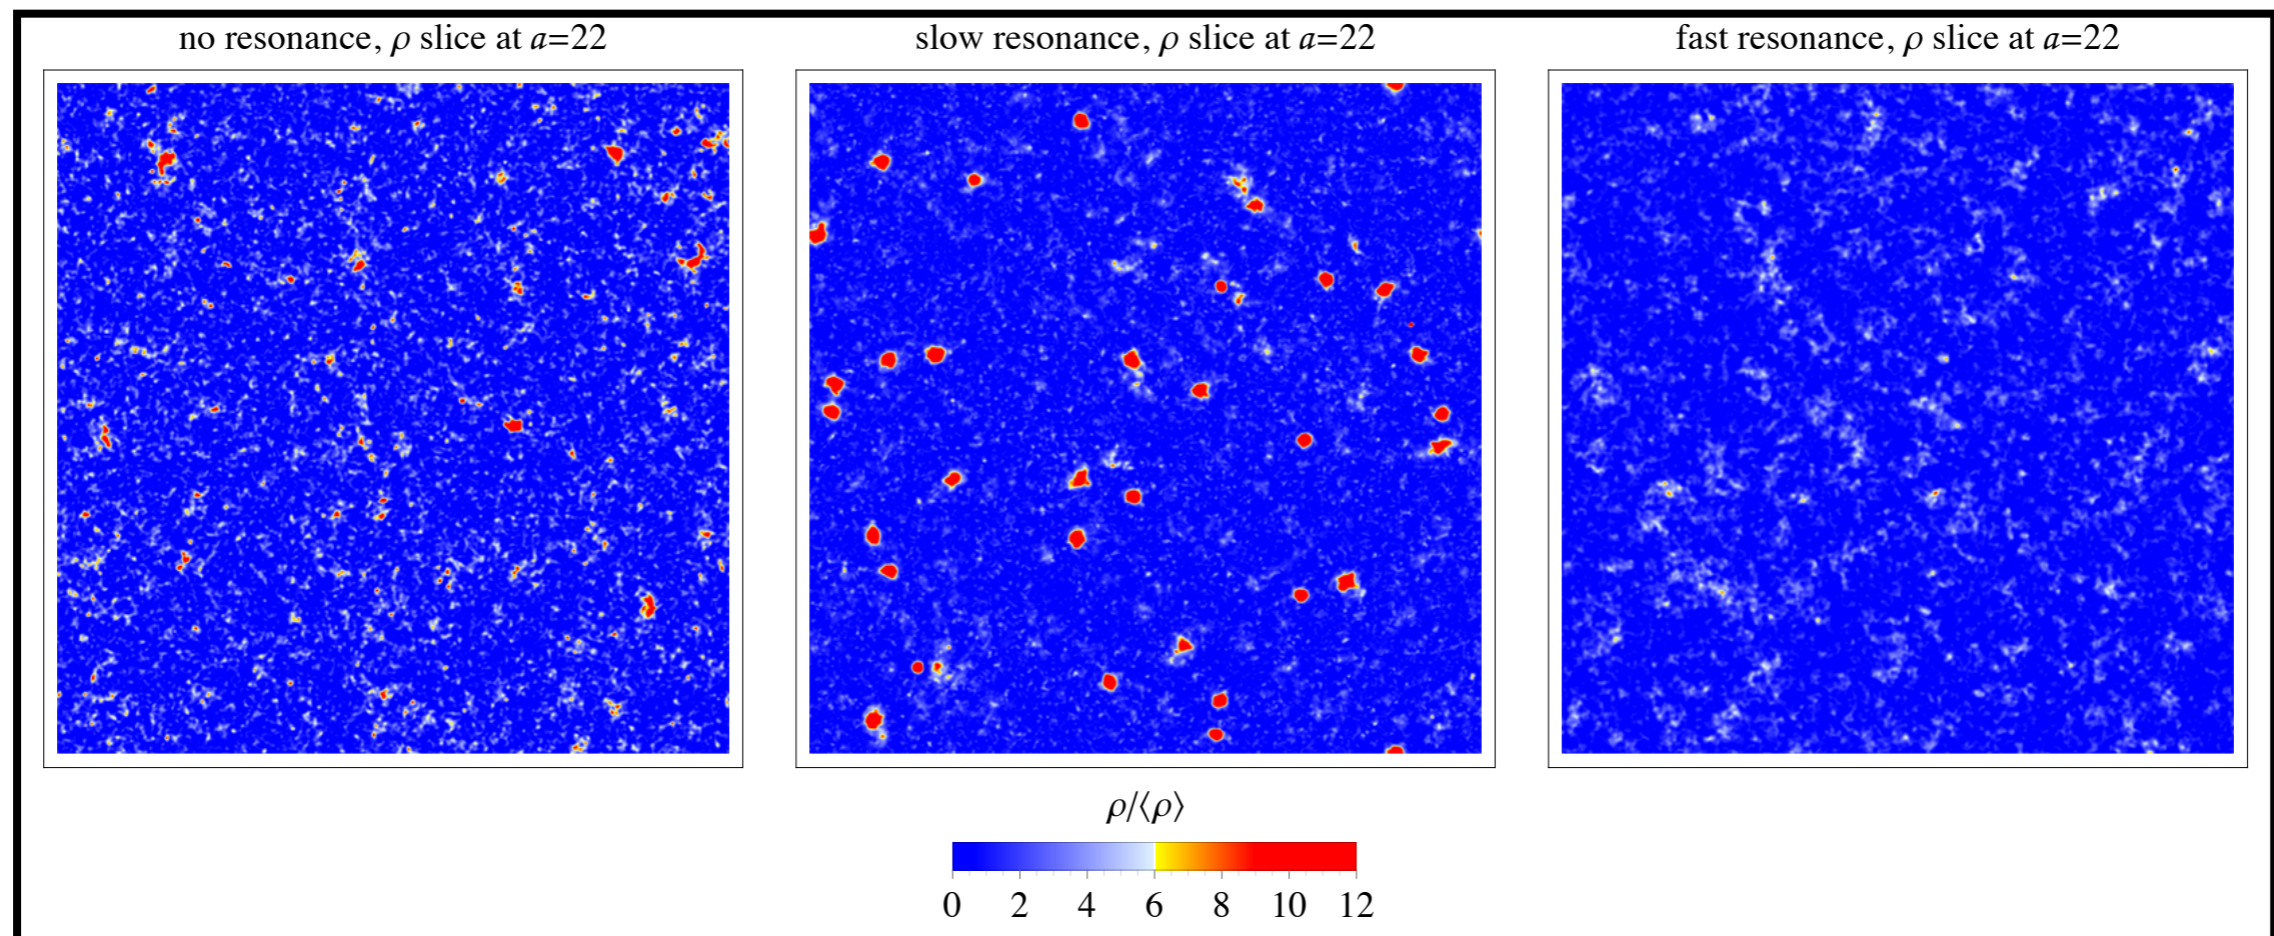 no resonance, ρ slice at a=22
slow resonance, ρ slice at a=22
fast resonance, ρ slice at a=22
ρ/⟨ρ⟩
0 2 4 6 8 10 12